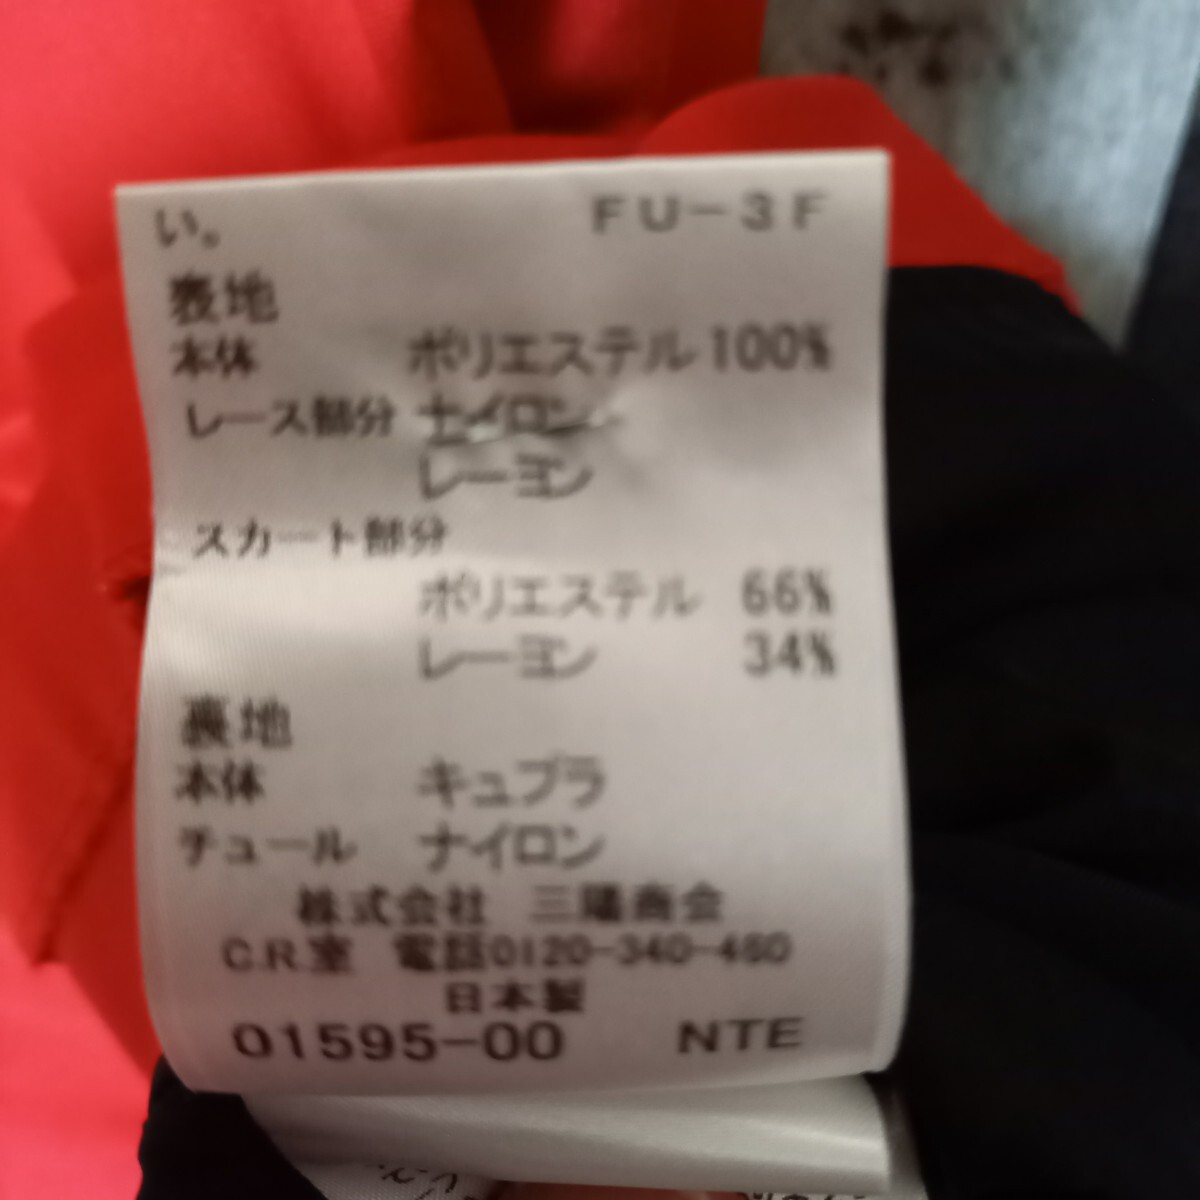 い。 FU-3F
表地
本体 ポリエステル 100%
レース部分 ナイロン
レーヨン
スカート部分
ポリエステル 66%
レーヨン 34%
裏地
本体 キュプラ
チュール ナイロン
株式会社 三陽商会
C.R.室 電話0120-340-460
日本製
01595-00 NTE